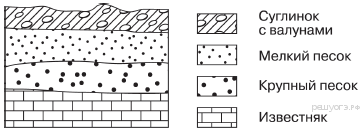 Суглинок
с валунами
Мелкий песок
Крупный песок
Известняк
решуогэ.рф